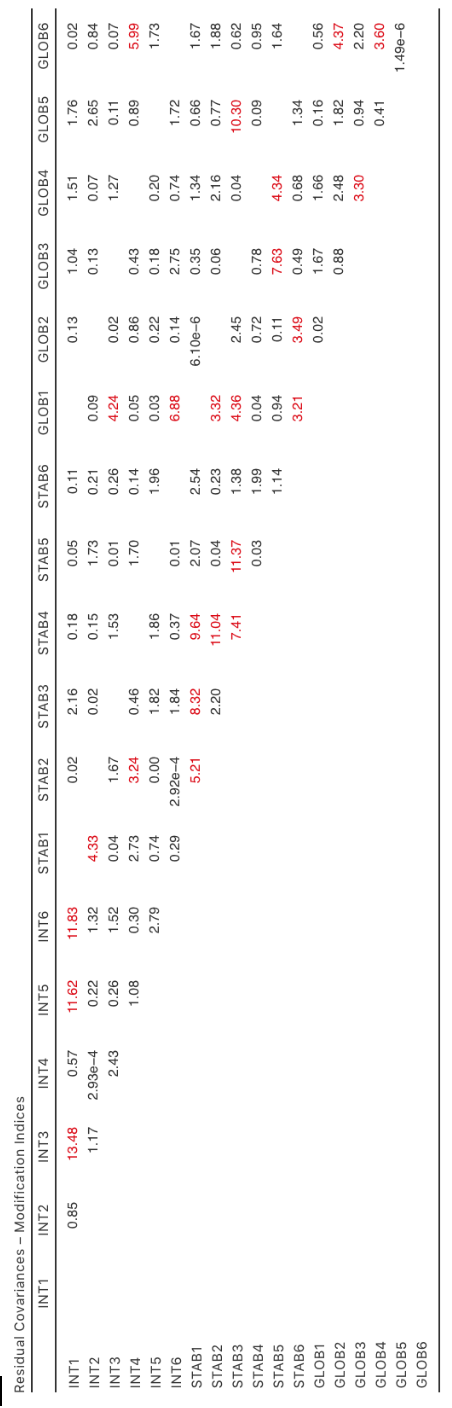 Residual Covariances – Modification Indices
INT1 INT2 INT3 INT4 INT5 INT6 STAB1 STAB2 STAB3 STAB4 STAB5 STAB6 GLOB1 GLOB2 GLOB3 GLOB4 GLOB5 GLOB6
INT1 0.85 13.48 0.57 11.62 11.83 0.02 2.16 0.18 0.05 0.11 0.13 1.04 1.51 1.76 0.02
INT2 1.17 2.93e−4 0.22 1.32 4.33 0.02 0.15 1.73 0.21 0.09 0.13 0.07 2.65 0.84
INT3 2.43 0.26 1.52 0.04 1.67 1.53 0.01 0.26 4.24 0.02 1.27 0.11 0.07
INT4 1.08 0.30 2.73 3.24 0.46 1.70 0.14 0.05 0.86 0.43 0.89 5.99
INT5 2.79 0.74 0.00 1.82 1.86 1.96 0.03 0.22 0.18 0.20 1.73
INT6 0.29 2.92e−4 1.84 0.37 0.01 6.88 0.14 2.75 0.74 1.72
STAB1 5.21 8.32 9.64 2.07 2.54 6.10e−6 0.35 1.34 0.66 1.67
STAB2 2.20 11.04 0.04 0.23 3.32 0.06 2.16 0.77 1.88
STAB3 7.41 11.37 1.38 4.36 2.45 0.04 10.30 0.62
STAB4 0.03 1.99 0.04 0.72 0.78 0.09 0.95
STAB5 1.14 0.94 0.11 7.63 4.34 1.64
STAB6 3.21 3.49 0.49 0.68 1.34
GLOB1 0.02 1.67 1.66 0.16 0.56
GLOB2 0.88 2.48 1.82 4.37
GLOB3 3.30 0.94 2.20
GLOB4 0.41 3.60
GLOB5 1.49e−6
GLOB6